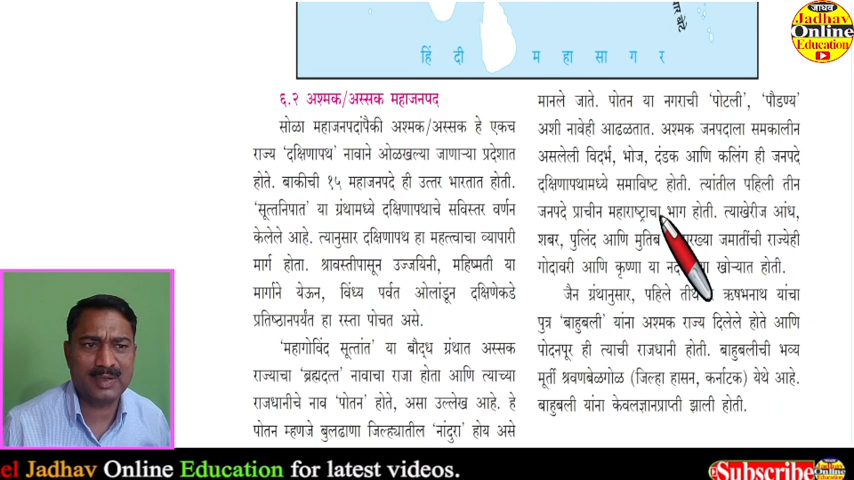 जाधव
Jadhav
Online
Education
हिं दी म हा सा ग र
६.२ अश्मक/अस्सक महाजनपद
सोळा महाजनपदांपैकी अश्मक/अस्सक हे एकच
राज्य ‘दक्षिणापथ’ नावाने ओळखल्या जाणाऱ्या प्रदेशात
होते. बाकीची १५ महाजनपदे ही उत्तर भारतात होती.
‘सूत्तनिपात’ या ग्रंथामध्ये दक्षिणापथाचे सविस्तर वर्णन
केलेले आहे. त्यानुसार दक्षिणापथ हा महत्त्वाचा व्यापारी
मार्ग होता. श्रावस्तीपासून उज्जयिनी, महिष्मती या
मार्गाने येऊन, विंध्य पर्वत ओलांडून दक्षिणेकडे
प्रतिष्ठानपर्यंत हा रस्ता पोचत असे.
‘महागोविंद सूत्तांत’ या बौद्ध ग्रंथात अस्सक
राज्याचा ‘ब्रह्मदत्त’ नावाचा राजा होता आणि त्याच्या
राजधानीचे नाव ‘पोतन’ होते, असा उल्लेख आहे. हे
पोतन म्हणजे बुलढाणा जिल्ह्यातील ‘नांदुरा’ होय असे
मानले जाते. पोतन या नगराची ‘पोटली’, ‘पौडण्य’
अशी नावेही आढळतात. अश्मक जनपदाला समकालीन
असलेली विदर्भ, भोज, दंडक आणि कलिंग ही जनपदे
दक्षिणापथामध्ये समाविष्ट होती. त्यांतील पहिली तीन
जनपदे प्राचीन महाराष्ट्राचा भाग होती. त्याखेरीज आंध,
शबर, पुलिंद आणि मुतिब जमातींची राज्येही
गोदावरी आणि कृष्णा या खोऱ्यात होती.
जैन ग्रंथानुसार, पहिले ऋषभनाथ यांचा
पुत्र ‘बाहुबली’ यांना अश्मक राज्य दिलेले होते आणि
पोदनपूर ही त्याची राजधानी होती. बाहुबलीची भव्य
मूर्ती श्रवणबेळगोळ (जिल्हा हासन, कर्नाटक) येथे आहे.
बाहुबली यांना केवलज्ञानप्राप्ती झाली होती.
el Jadhav Online Education for latest videos.
Subscribe